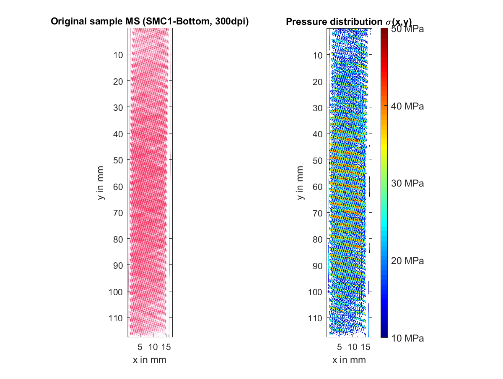 Original sample MS (SMC1-Bottom, 300dpi)
10
20
30
40
50
60
70
80
90
100
110
y in mm
5 10 15
x in mm
Pressure distribution σ(x,y)
10
20
30
40
50
60
70
80
90
100
110
y in mm
5 10 15
x in mm
50 MPa
40 MPa
30 MPa
20 MPa
10 MPa